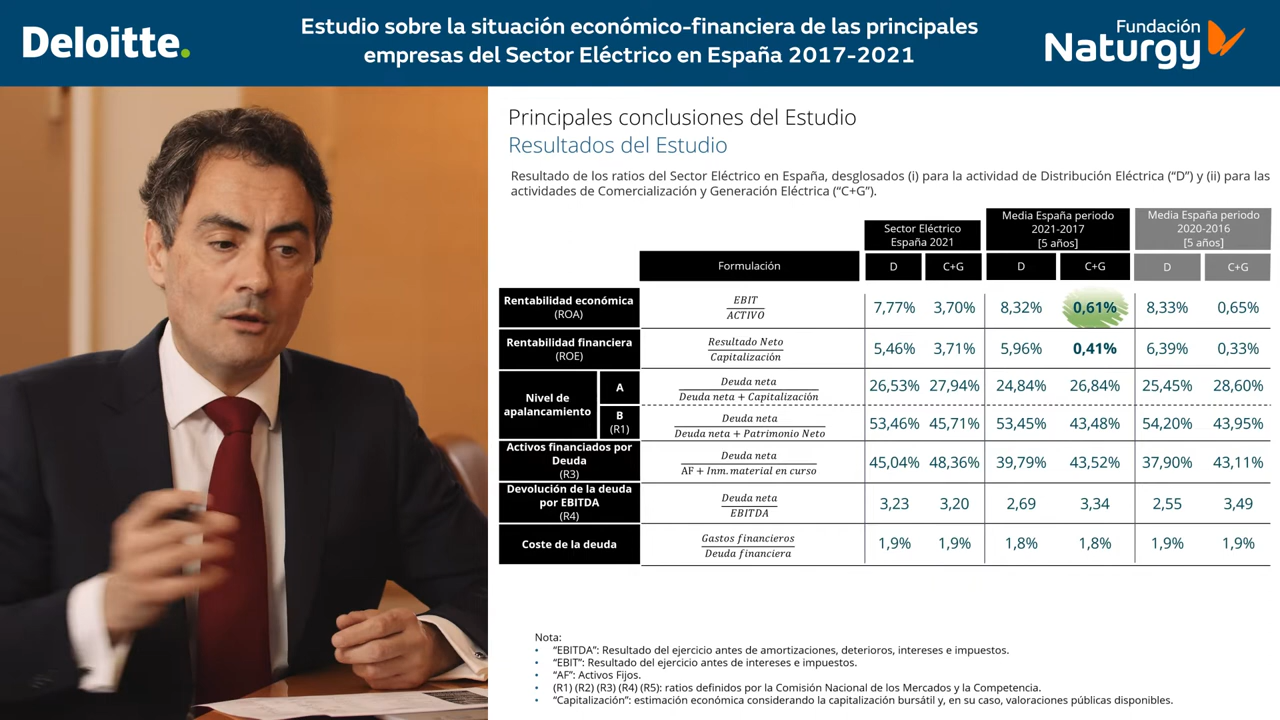 Deloitte.
Estudio sobre la situación económico-financiera de las principales
empresas del Sector Eléctrico en España 2017-2021
Fundación
Naturgy
Principales conclusiones del Estudio
Resultados del Estudio
Resultado de los ratios del Sector Eléctrico en España, desglosados (i) para la actividad de Distribución Eléctrica (“D”) y (ii) para las
actividades de Comercialización y Generación Eléctrica (“C+G”).
Sector Eléctrico
España 2021
Media España periodo
2021-2017
[5 años]
Media España periodo
2020-2016
[5 años]
Formulación D C+G D C+G D C+G
Rentabilidad económica
(ROA)
EBIT
ACTIVO
7,77% 3,70% 8,32% 0,61% 8,33% 0,65%
Rentabilidad financiera
(ROE)
Resultado Neto
Capitalización
5,46% 3,71% 5,96% 0,41% 6,39% 0,33%
Nivel de
apalancamiento
A
Deuda neta
Deuda neta + Capitalización
26,53% 27,94% 24,84% 26,84% 25,45% 28,60%
B
(R1)
Deuda neta
Deuda neta + Patrimonio Neto
53,46% 45,71% 53,45% 43,48% 54,20% 43,95%
Activos financiados por
Deuda
(R3)
Deuda neta
AF + Inm. material en curso
45,04% 48,36% 39,79% 43,52% 37,90% 43,11%
Devolución de la deuda
por EBITDA
(R4)
Deuda neta
EBITDA
3,23 3,20 2,69 3,34 2,55 3,49
Coste de la deuda
Gastos financieros
Deuda financiera
1,9% 1,9% 1,8% 1,8% 1,9% 1,9%
Nota:
• “EBITDA”: Resultado del ejercicio antes de amortizaciones, deterioros, intereses e impuestos.
• “EBIT”: Resultado del ejercicio antes de intereses e impuestos.
• “AF”: Activos Fijos.
• (R1) (R2) (R3) (R4) (R5): ratios definidos por la Comisión Nacional de los Mercados y la Competencia.
• “Capitalización”: estimación económica considerando la capitalización bursátil y, en su caso, valoraciones públicas disponibles.